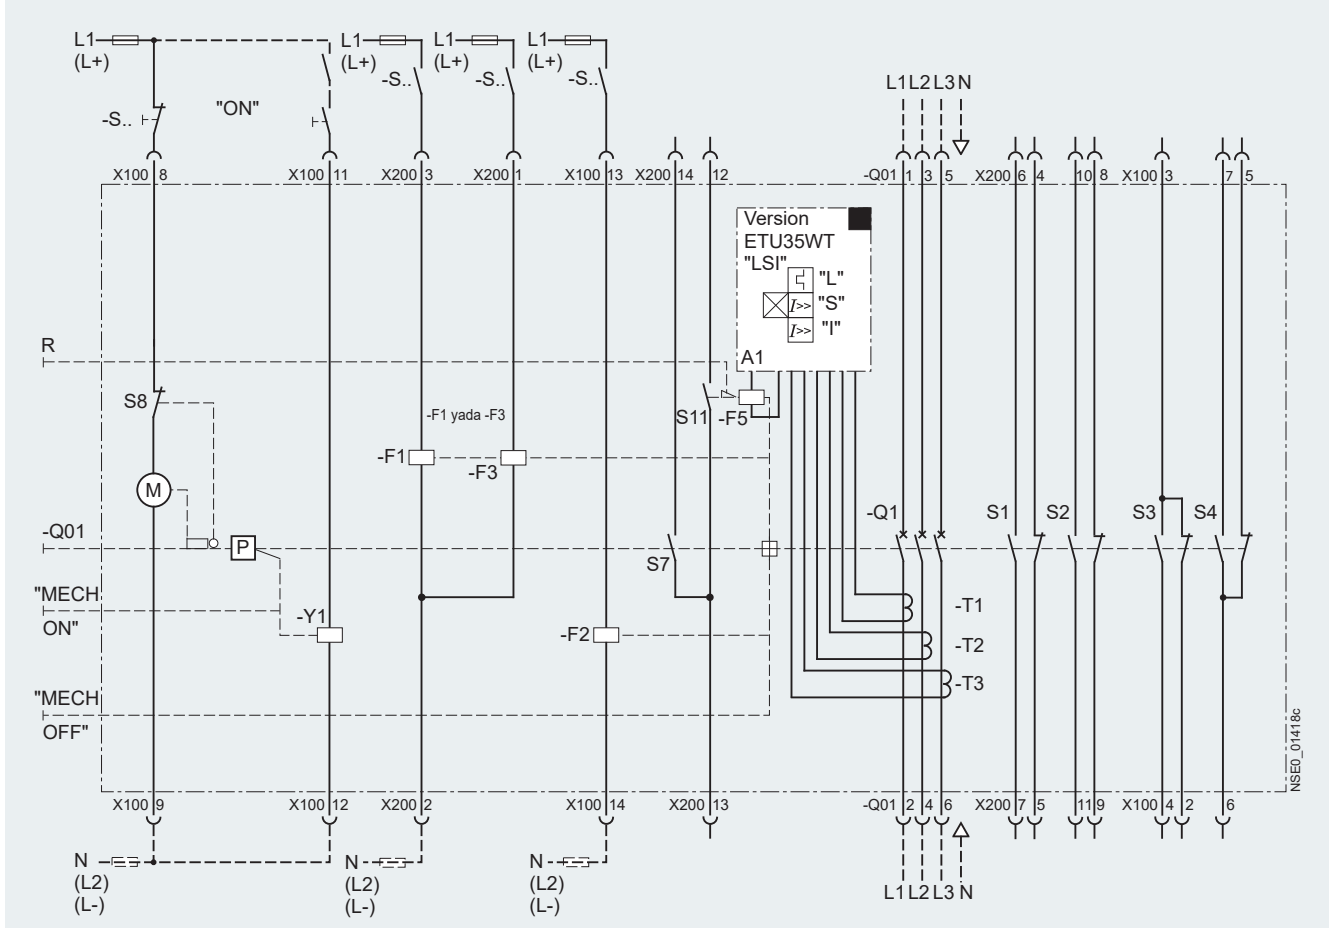 L1 L1 L1 L1
(L+) (L+) (L+) (L+)
-S.. -S.. -S..
"ON"
-S..
L1 L2 L3 N
X100 8 X100 11 X200 3 X200 1 X100 13 X200 14 12 -Q01 1 3 5 X200 6 4 10 8 X100 3 7 5
Version
ETU35WT
"LSI"
"L"
I>> "S"
I>> "I"
A1
R
S8
-F1 yada -F3
S11 -F5
-F1
-F3
M
-Q1 S1 S2 S3 S4
-Q01
P
S7
"MECH
ON"
-Y1
-F2
-T1
-T2
-T3
"MECH
OFF"
NSE0_01418c
X100 9 X100 12 X200 2 X100 14 X200 13 -Q01 2 4 6 X200 7 5 11 9 X100 4 2 6
N N N
(L2) (L2) (L2)
(L-) (L-) (L-)
L1 L2 L3 N